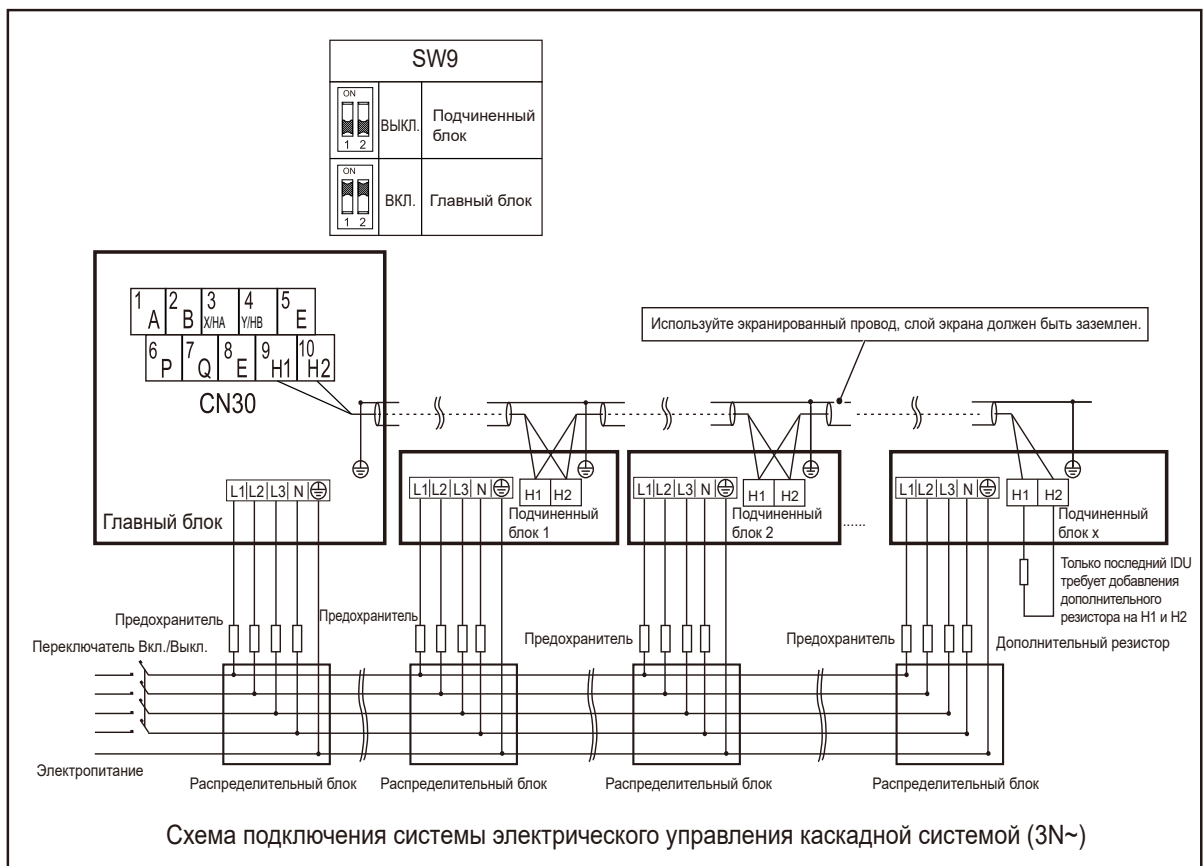 SW9
ON
1 2
ВЫКЛ.
Подчиненный
блок
ON
1 2
ВКЛ.
Главный блок
1 A
2 B
3 X/HA
4 Y/HB
5 E
6 P
7 Q
8 E
9 H1
10 H2
CN30
Используйте экранированный провод, слой экрана должен быть заземлен.
L1 L2 L3 N
Главный блок
L1 L2 L3 N
H1 H2
Подчиненный
блок 1
L1 L2 L3 N
H1 H2
Подчиненный
блок 2
......
L1 L2 L3 N
H1 H2
Подчиненный
блок x
Только последний IDU
требует добавления
дополнительного
резистора на H1 и H2
Дополнительный резистор
Предохранитель
Предохранитель
Предохранитель
Предохранитель
Переключатель Вкл./Выкл.
Электропитание
Распределительный блок
Распределительный блок
Распределительный блок
Распределительный блок
Схема подключения системы электрического управления каскадной системой (3N~)